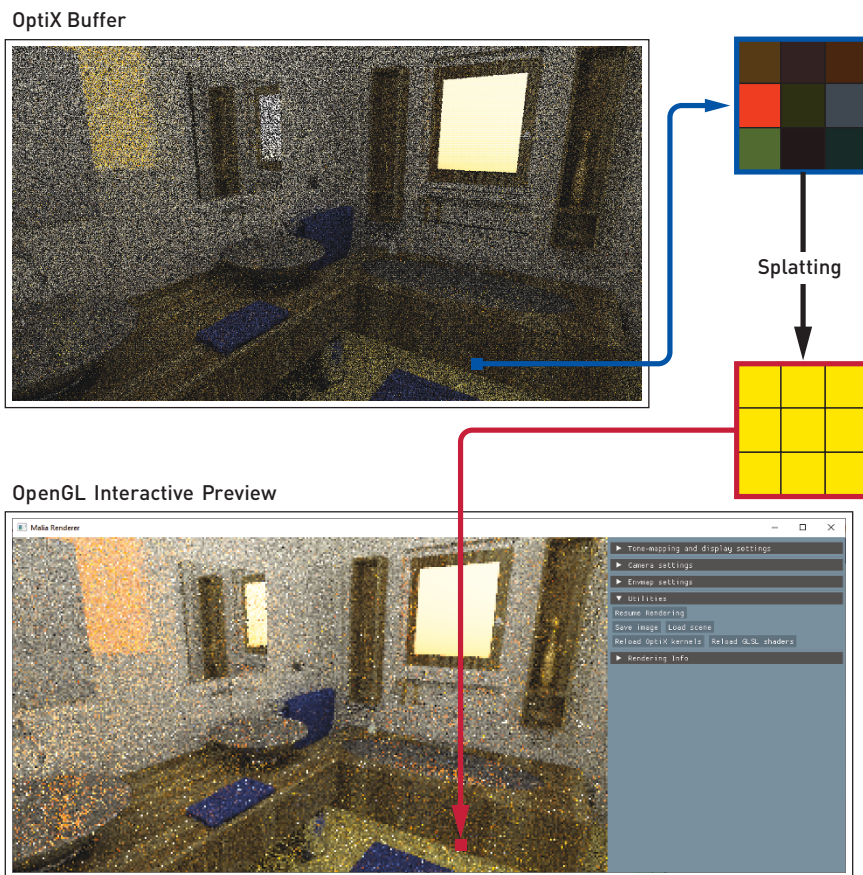 OptiX Buffer
Splatting
OpenGL Interactive Preview
Malia Renderer
Tone-mapping and display settings
Camera settings
Envmap settings
Utilities
Resume Rendering
Save image Load scene
Reload OptiX kernels Reload GLSL shaders
Rendering Info